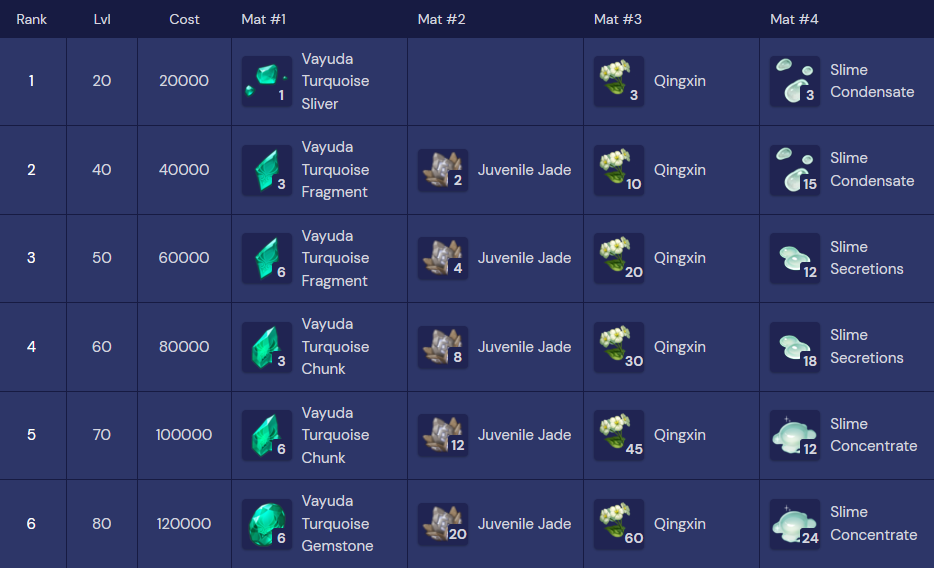 Rank Lvl Cost Mat #1 Mat #2 Mat #3 Mat #4
1 20 20000 1 Vayuda Turquoise Sliver 3 Qingxin 3 Slime Condensate
2 40 40000 3 Vayuda Turquoise Fragment 2 Juvenile Jade 10 Qingxin 15 Slime Condensate
3 50 60000 6 Vayuda Turquoise Fragment 4 Juvenile Jade 20 Qingxin 12 Slime Secretions
4 60 80000 3 Vayuda Turquoise Chunk 8 Juvenile Jade 30 Qingxin 18 Slime Secretions
5 70 100000 6 Vayuda Turquoise Chunk 12 Juvenile Jade 45 Qingxin 12 Slime Concentrate
6 80 120000 6 Vayuda Turquoise Gemstone 20 Juvenile Jade 60 Qingxin 24 Slime Concentrate